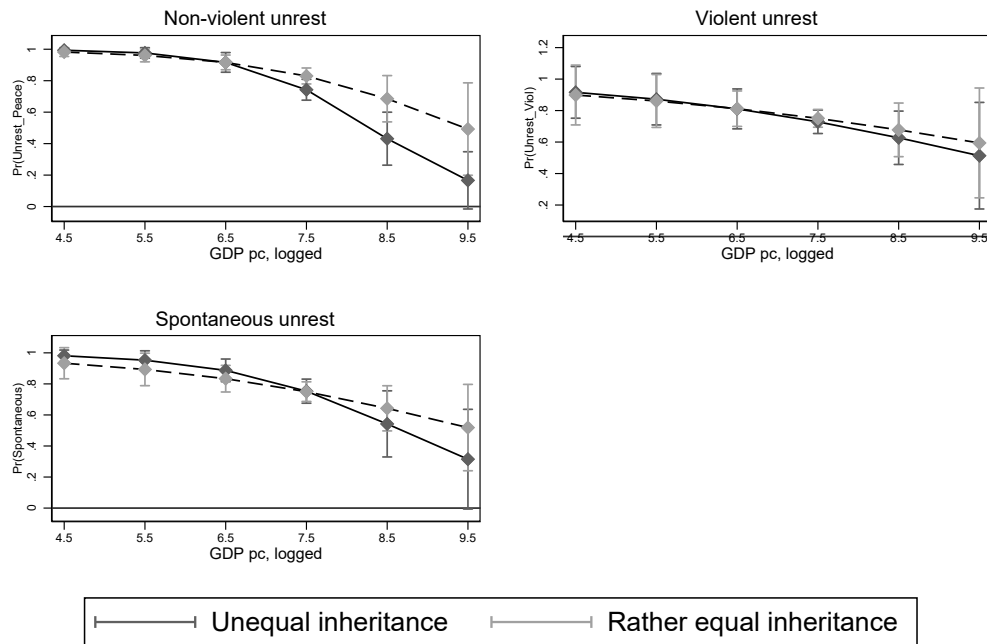 Non-violent unrest
Pr(Unrest_Peace)
1
.8
.6
.4
.2
0
4.5 5.5 6.5 7.5 8.5 9.5
GDP pc, logged
Violent unrest
Pr(Unrest_Viol)
1.2
1
.8
.6
.4
.2
4.5 5.5 6.5 7.5 8.5 9.5
GDP pc, logged
Spontaneous unrest
Pr(Spontaneous)
1
.8
.6
.4
.2
0
4.5 5.5 6.5 7.5 8.5 9.5
GDP pc, logged
Unequal inheritance Rather equal inheritance